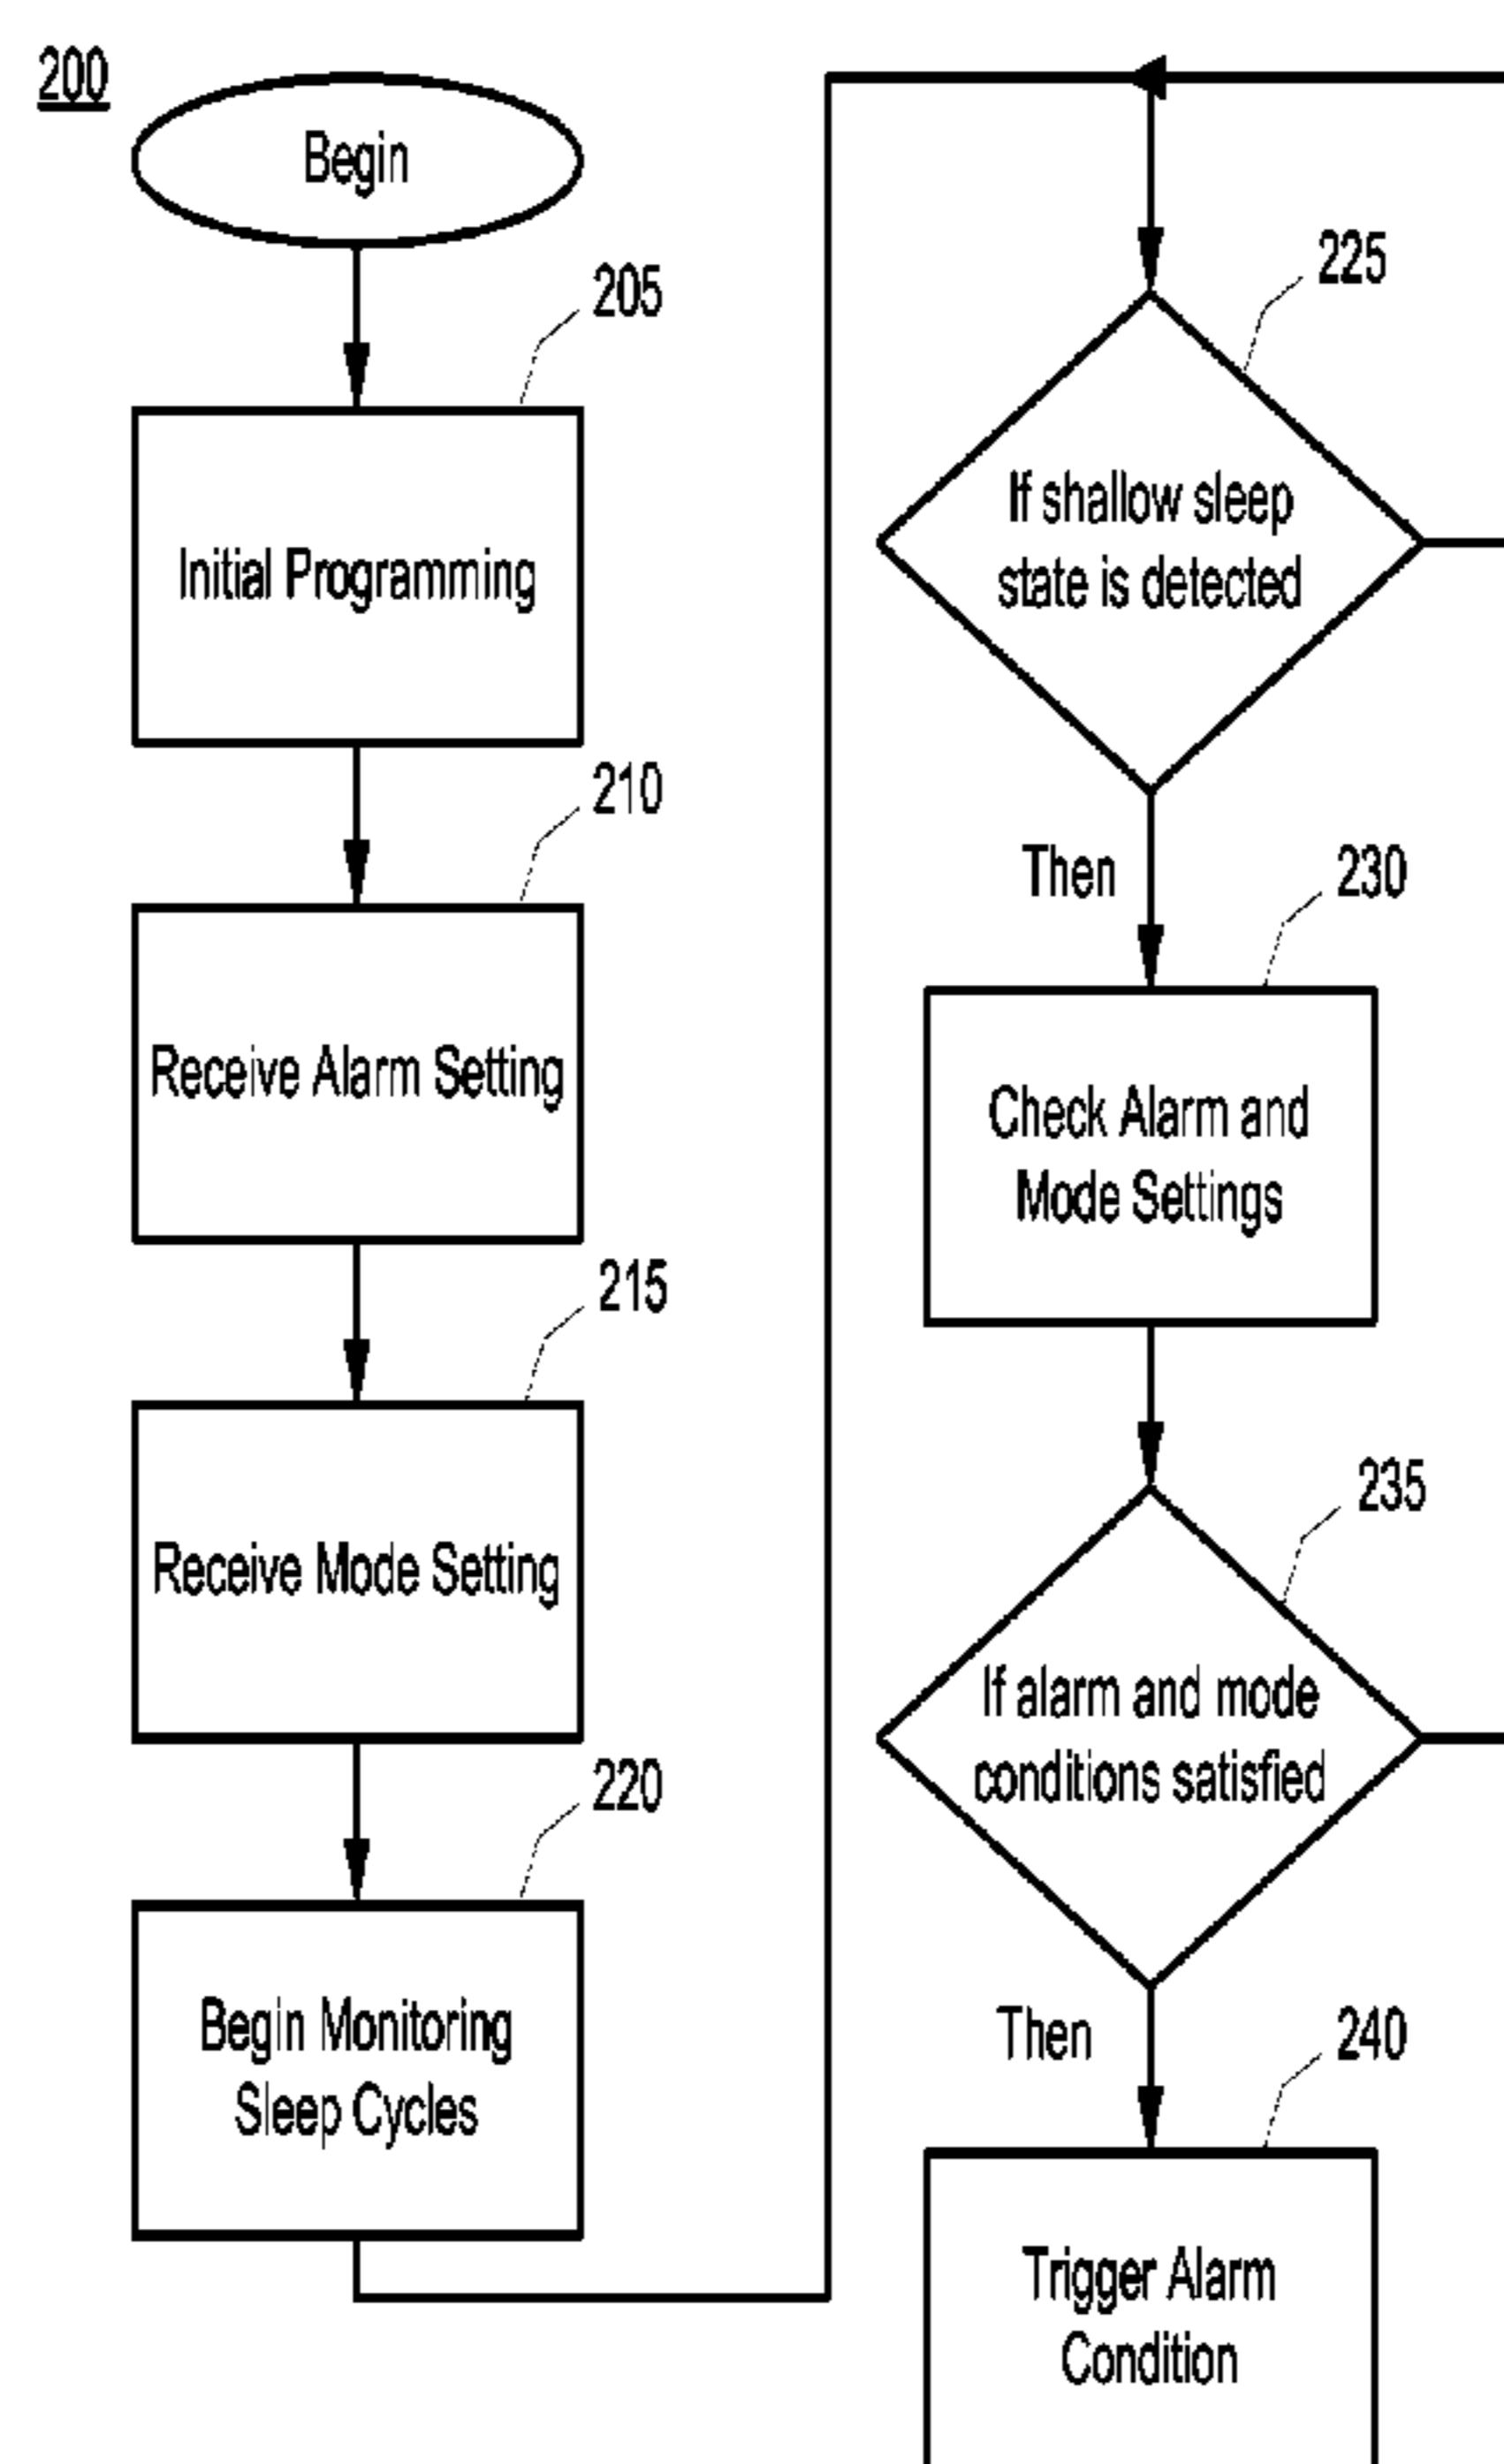 200
Begin
205
Initial Programming
210
Receive Alarm Setting
215
Receive Mode Setting
220
Begin Monitoring
Sleep Cycles
225
If shallow sleep
state is detected
Then
230
Check Alarm and
Mode Settings
235
If alarm and mode
conditions satisfied
Then
240
Trigger Alarm
Condition